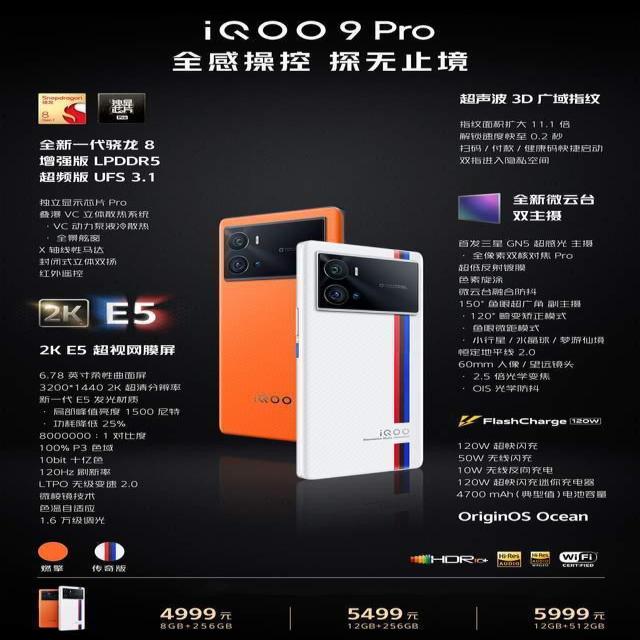 iQOO 9 Pro
全感操控 探无止境
Snapdragon
骁龙
8
独显
芯片
Pro
全新一代骁龙 8
增强版 LPDDR5
超频版 UFS 3.1
独立显示芯片 Pro
叠瀑 VC 立体散热系统
· VC 动力泵液冷散热
· 全景舷窗
X 轴线性马达
封闭式立体双扬
红外遥控
2K E5
2K E5 超视网膜屏
6.78 英寸柔性曲面屏
3200*1440 2K 超清分辨率
新一代 E5 发光材质
· 局部峰值亮度 1500 尼特
· 功耗降低 25%
8000000：1 对比度
100% P3 色域
10bit 十亿色
120Hz 刷新率
LTPO 无级变速 2.0
微棱镜技术
色温自适应
1.6 万级调光
燃擎
传奇版
iQOO
iQOO
超声波 3D 广域指纹
指纹面积扩大 11.1 倍
解锁速度快至 0.2 秒
扫码 / 付款 / 健康码快捷启动
双指进入隐私空间
全新微云台
双主摄
首发三星 GN5 超感光 主摄
· 全像素双核对焦 Pro
超低反射镀膜
色素旋涂
微云台融合防抖
150° 鱼眼超广角 副主摄
· 120° 畸变矫正模式
· 鱼眼微距模式
· 小行星 / 水晶球 / 梦游仙境
恒定地平线 2.0
60mm 人像 / 望远镜头
· 2.5 倍光学变焦
· OIS 光学防抖
FlashCharge 120W
120W 超快闪充
50W 无线闪充
10W 无线反向充电
120W 超快闪充迷你充电器
4700 mAh (典型值) 电池容量
OriginOS Ocean
HDR10+
Hi-Res
AUDIO
Hi-Res
AUDIO
WIRELESS
Wi Fi
CERTIFIED
4999 元
8GB+256GB
5499 元
12GB+256GB
5999 元
12GB+512GB